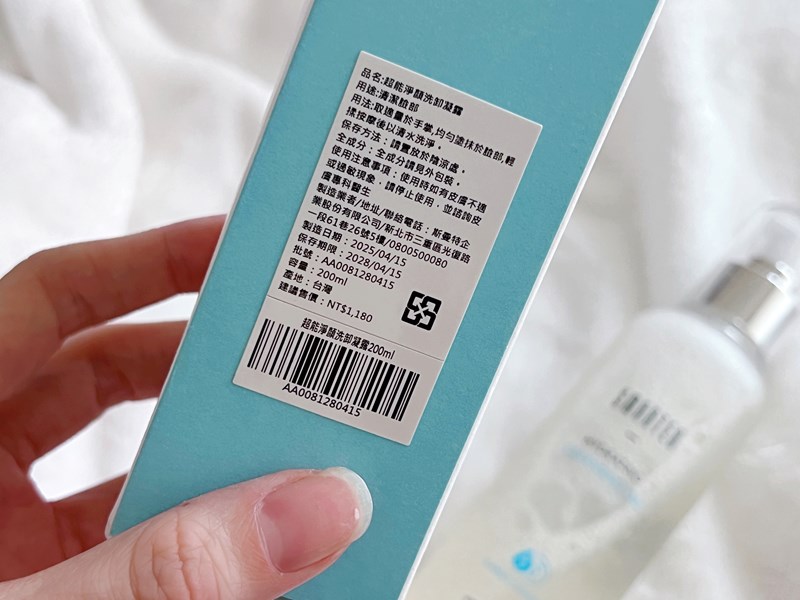 品名:超能淨顏洗卸凝露
用途:清潔臉部
用法:取適量於手掌,均勻塗抹於臉部,輕
揉按摩後以清水洗淨。
保存方法：請置放於陰涼處。
全成分：全成分請見外包裝。
使用注意事項：使用時如有皮膚不適
或過敏現象，請停止使用，並諮詢皮
膚專科醫生
製造業者/地址/聯絡電話：斯曼特企
業股份有限公司/新北市三重區光復路
一段61巷26號5樓/0800500080
製造日期：2025/04/15
保存期限：2028/04/15
批號：AA0081280415
容量：200ml
產地：台灣
建議售價：NT$1,180
超能淨顏洗卸凝露200ml
AA0081280415